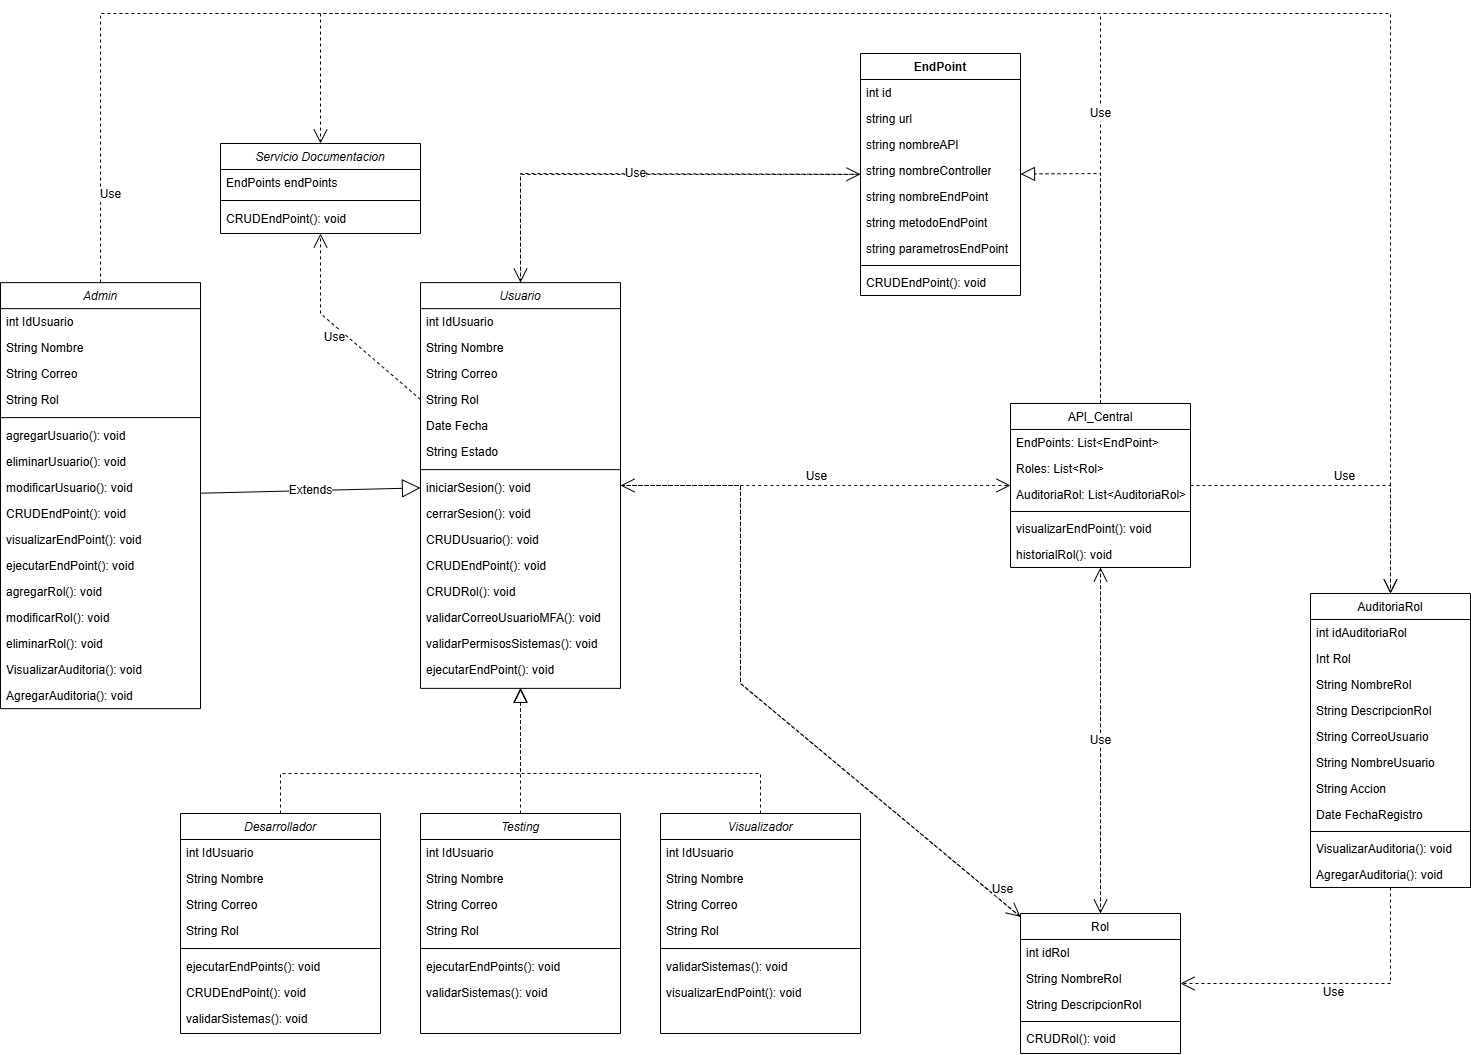 EndPoint
int id
string url
string nombreAPI
string nombreController
string nombreEndPoint
string metodoEndPoint
string parametrosEndPoint
CRUDEndPoint(): void
Use
Servicio Documentacion
EndPoints endPoints
CRUDEndPoint(): void
Use
Use
Use
Admin
int IdUsuario
String Nombre
String Correo
String Rol
agregarUsuario(): void
eliminarUsuario(): void
modificarUsuario(): void
CRUDEndPoint(): void
visualizarEndPoint(): void
ejecutarEndPoint(): void
agregarRol(): void
modificarRol(): void
eliminarRol(): void
VisualizarAuditoria(): void
AgregarAuditoria(): void
Extends
Usuario
int IdUsuario
String Nombre
String Correo
String Rol
Date Fecha
String Estado
iniciarSesion(): void
cerrarSesion(): void
CRUDUsuario(): void
CRUDEndPoint(): void
CRUDRol(): void
validarCorreoUsuarioMFA(): void
validarPermisosSistemas(): void
ejecutarEndPoint(): void
Use
API_Central
EndPoints: List<EndPoint>
Roles: List<Rol>
AuditoriaRol: List<AuditoriaRol>
visualizarEndPoint(): void
historialRol(): void
Use
AuditoriaRol
int idAuditoriaRol
Int Rol
String NombreRol
String DescripcionRol
String CorreoUsuario
String NombreUsuario
String Accion
Date FechaRegistro
VisualizarAuditoria(): void
AgregarAuditoria(): void
Use
Desarrollador
int IdUsuario
String Nombre
String Correo
String Rol
ejecutarEndPoints(): void
CRUDEndPoint(): void
validarSistemas(): void
Testing
int IdUsuario
String Nombre
String Correo
String Rol
ejecutarEndPoints(): void
validarSistemas(): void
Visualizador
int IdUsuario
String Nombre
String Correo
String Rol
validarSistemas(): void
visualizarEndPoint(): void
Use
Rol
int idRol
String NombreRol
String DescripcionRol
CRUDRol(): void
Use